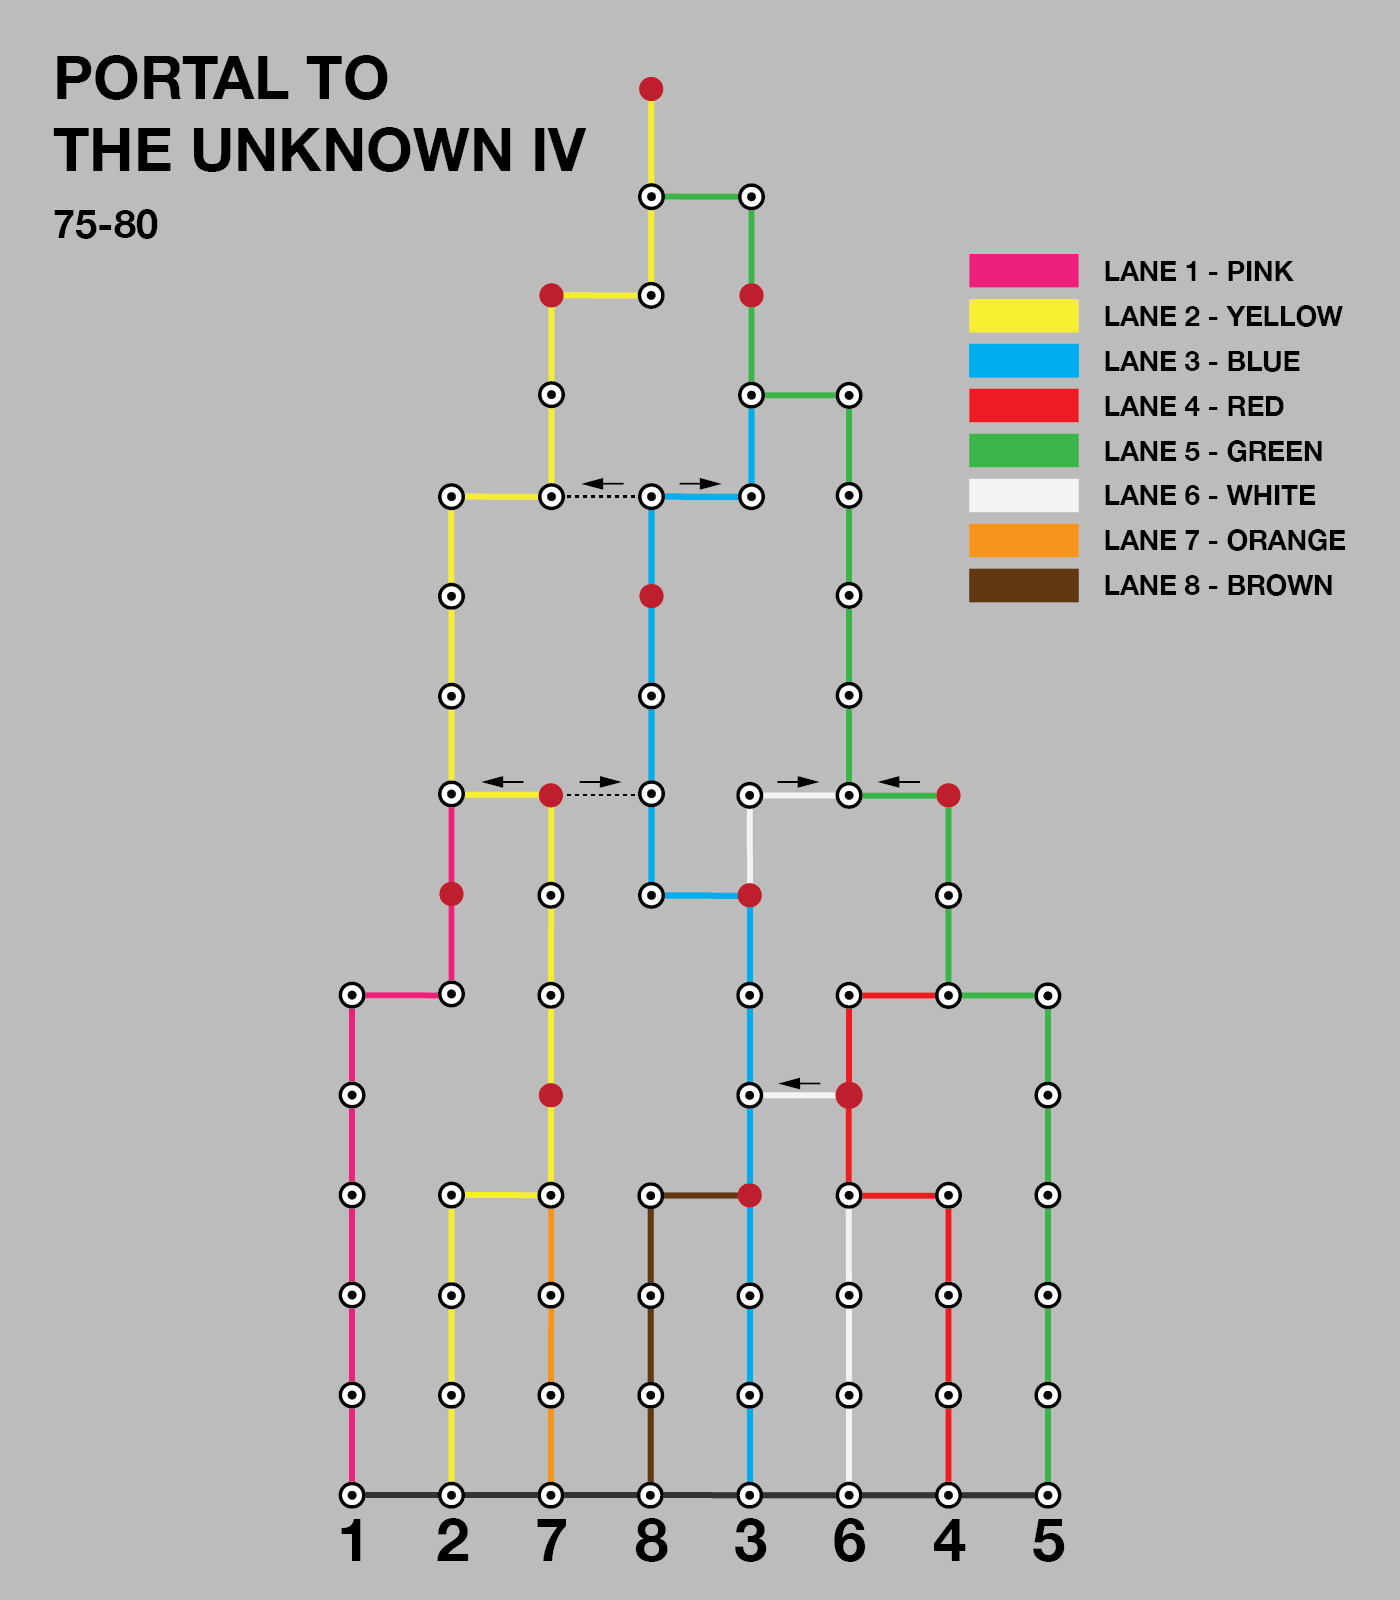 PORTAL TO
THE UNKNOWN IV
75-80
LANE 1 - PINK
LANE 2 - YELLOW
LANE 3 - BLUE
LANE 4 - RED
LANE 5 - GREEN
LANE 6 - WHITE
LANE 7 - ORANGE
LANE 8 - BROWN
1 2 7 8 3 6 4 5